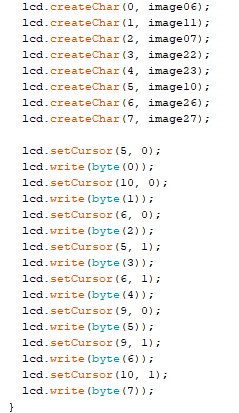 lcd.createChar(0, image06);
lcd.createChar(1, image11);
lcd.createChar(2, image07);
lcd.createChar(3, image22);
lcd.createChar(4, image23);
lcd.createChar(5, image10);
lcd.createChar(6, image26);
lcd.createChar(7, image27);

lcd.setCursor(5, 0);
lcd.write(byte(0));
lcd.setCursor(10, 0);
lcd.write(byte(1));
lcd.setCursor(6, 0);
lcd.write(byte(2));
lcd.setCursor(5, 1);
lcd.write(byte(3));
lcd.setCursor(6, 1);
lcd.write(byte(4));
lcd.setCursor(9, 0);
lcd.write(byte(5));
lcd.setCursor(9, 1);
lcd.write(byte(6));
lcd.setCursor(10, 1);
lcd.write(byte(7));
}